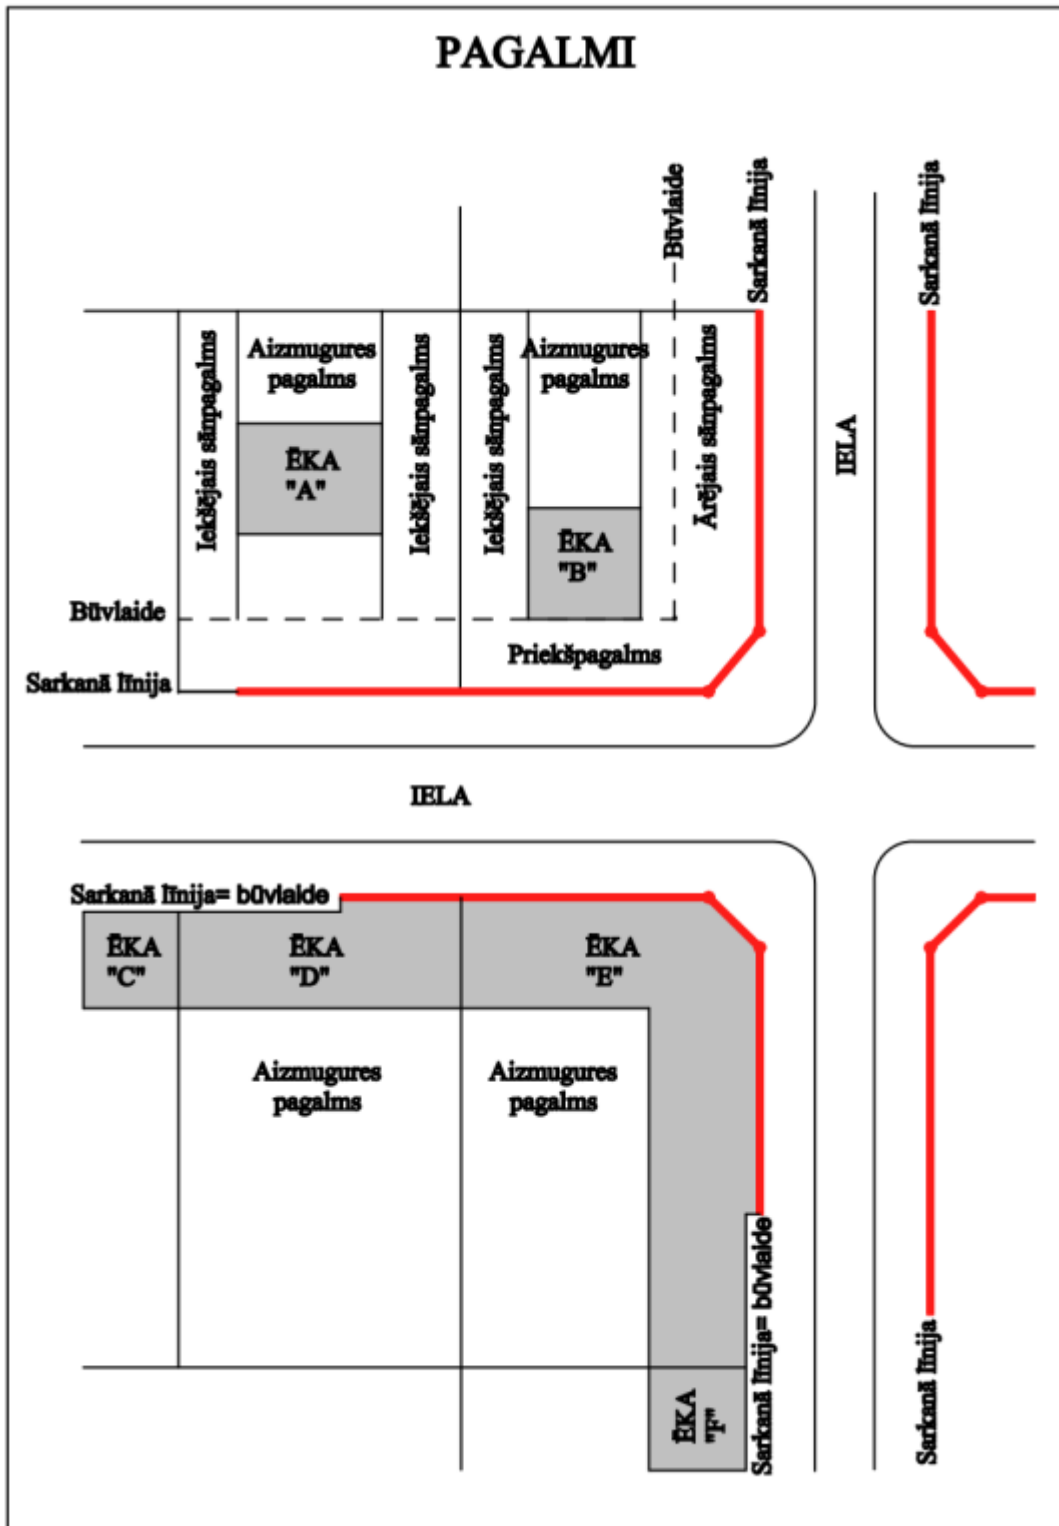 PAGALMI
Būvlaide
Sarkanā līnija
Sarkanā līnija
Iekšējais sānpagalms
Aizmugures
pagalms
Iekšējais sānpagalms
Iekšējais sānpagalms
Aizmugures
pagalms
Ārējais sānpagalms
IELA
ĒKA
"A"
ĒKA
"B"
Būvlaide
Priekšpagalms
Sarkanā līnija
IELA
Sarkanā līnija= būvlaide
ĒKA
"C"
ĒKA
"D"
ĒKA
"E"
Aizmugures
pagalms
Aizmugures
pagalms
Sarkanā līnija= būvlaide
Sarkanā līnija
ĒKA
"F"